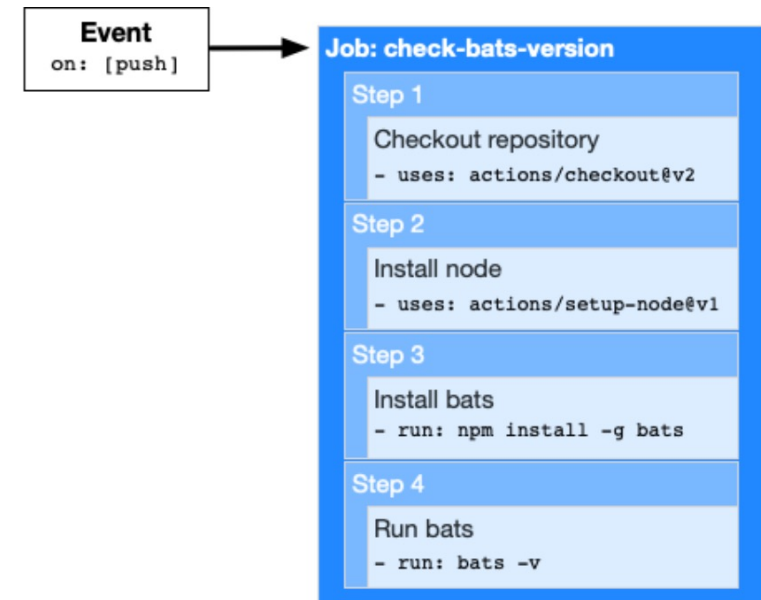 Event
on: [push]
Job: check-bats-version
Step 1
Checkout repository
- uses: actions/checkout@v2
Step 2
Install node
- uses: actions/setup-node@v1
Step 3
Install bats
- run: npm install -g bats
Step 4
Run bats
- run: bats -v